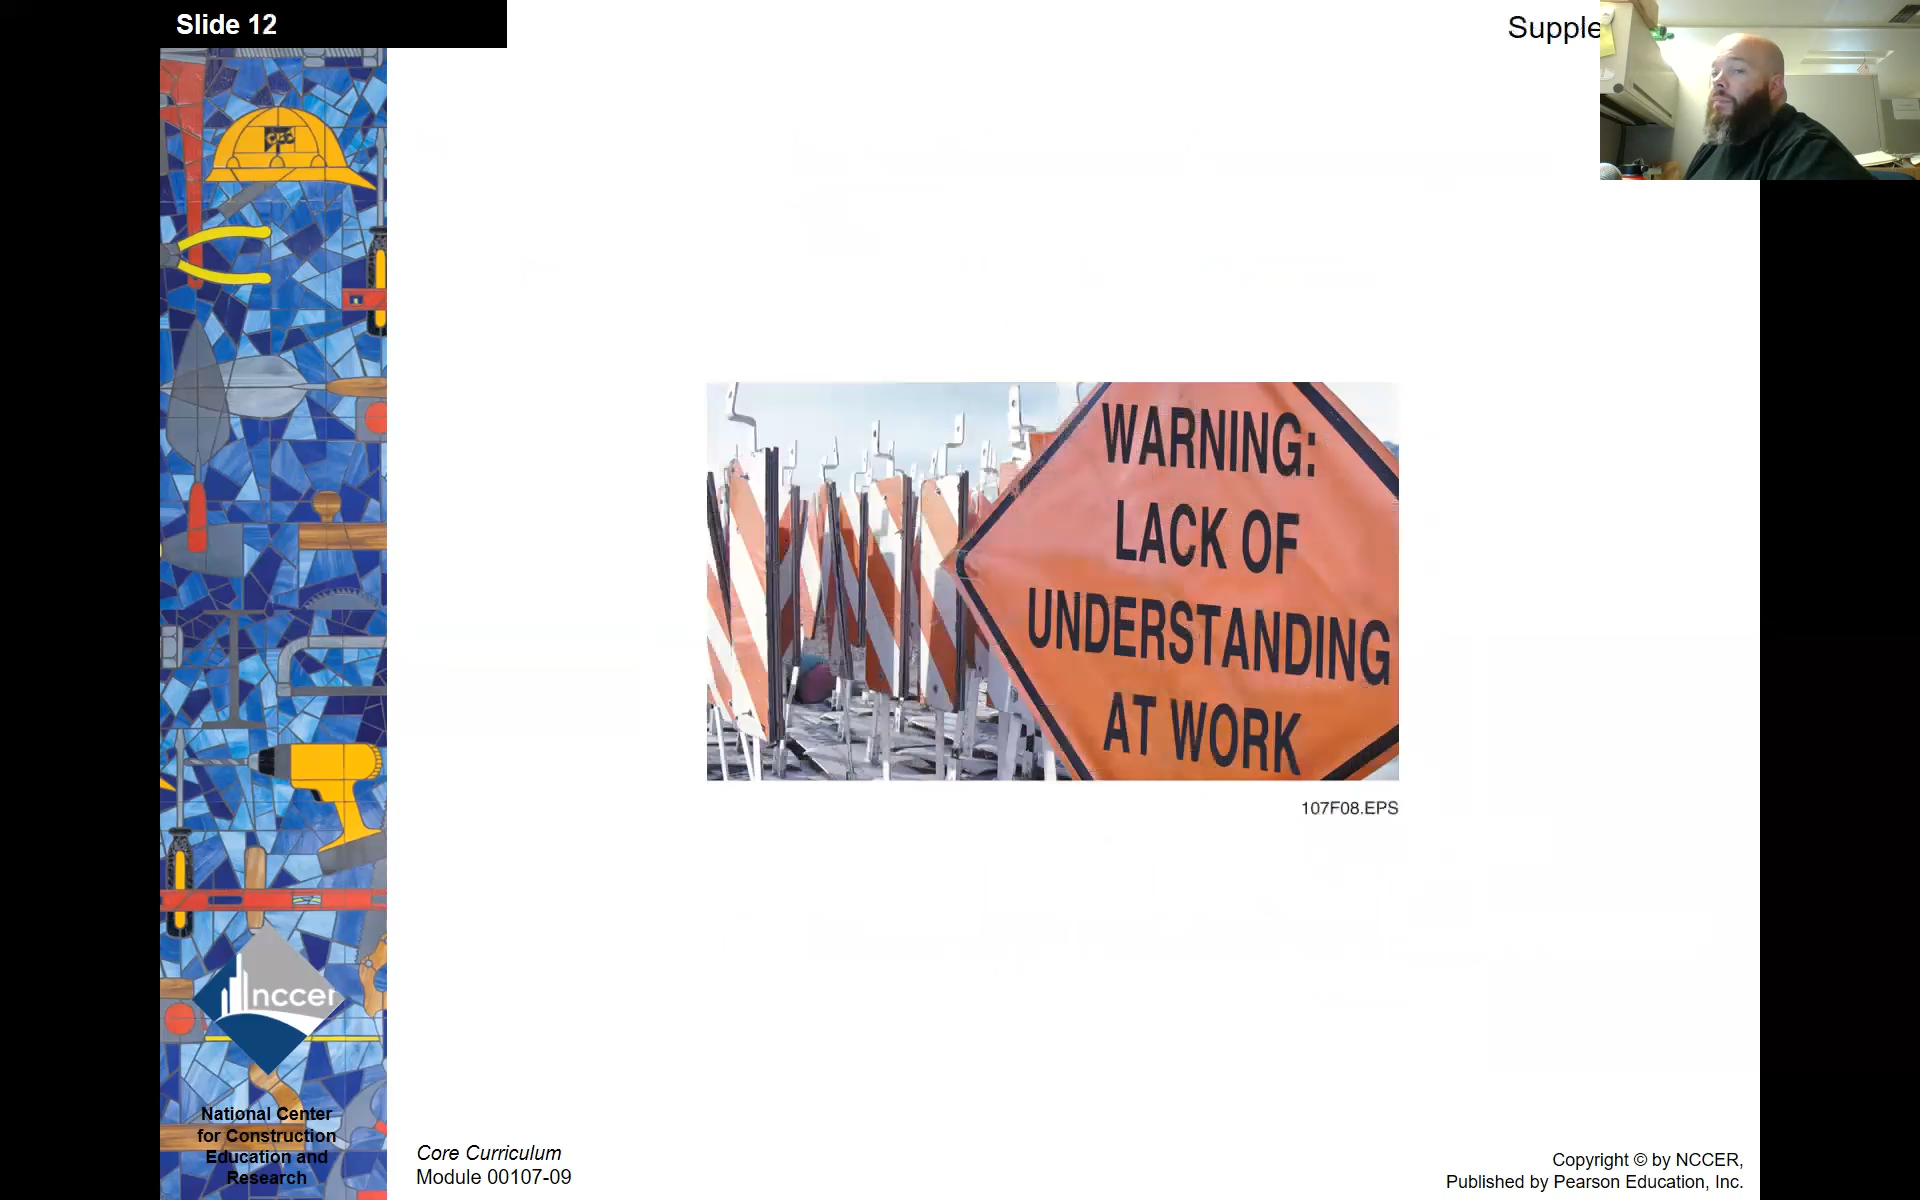 Slide 12
WARNING:
LACK OF
UNDERSTANDING
AT WORK
107F08.EPS
nccer
National Center
for Construction
Education and
Research
Core Curriculum
Module 00107-09
Copyright © by NCCER,
Published by Pearson Education, Inc.